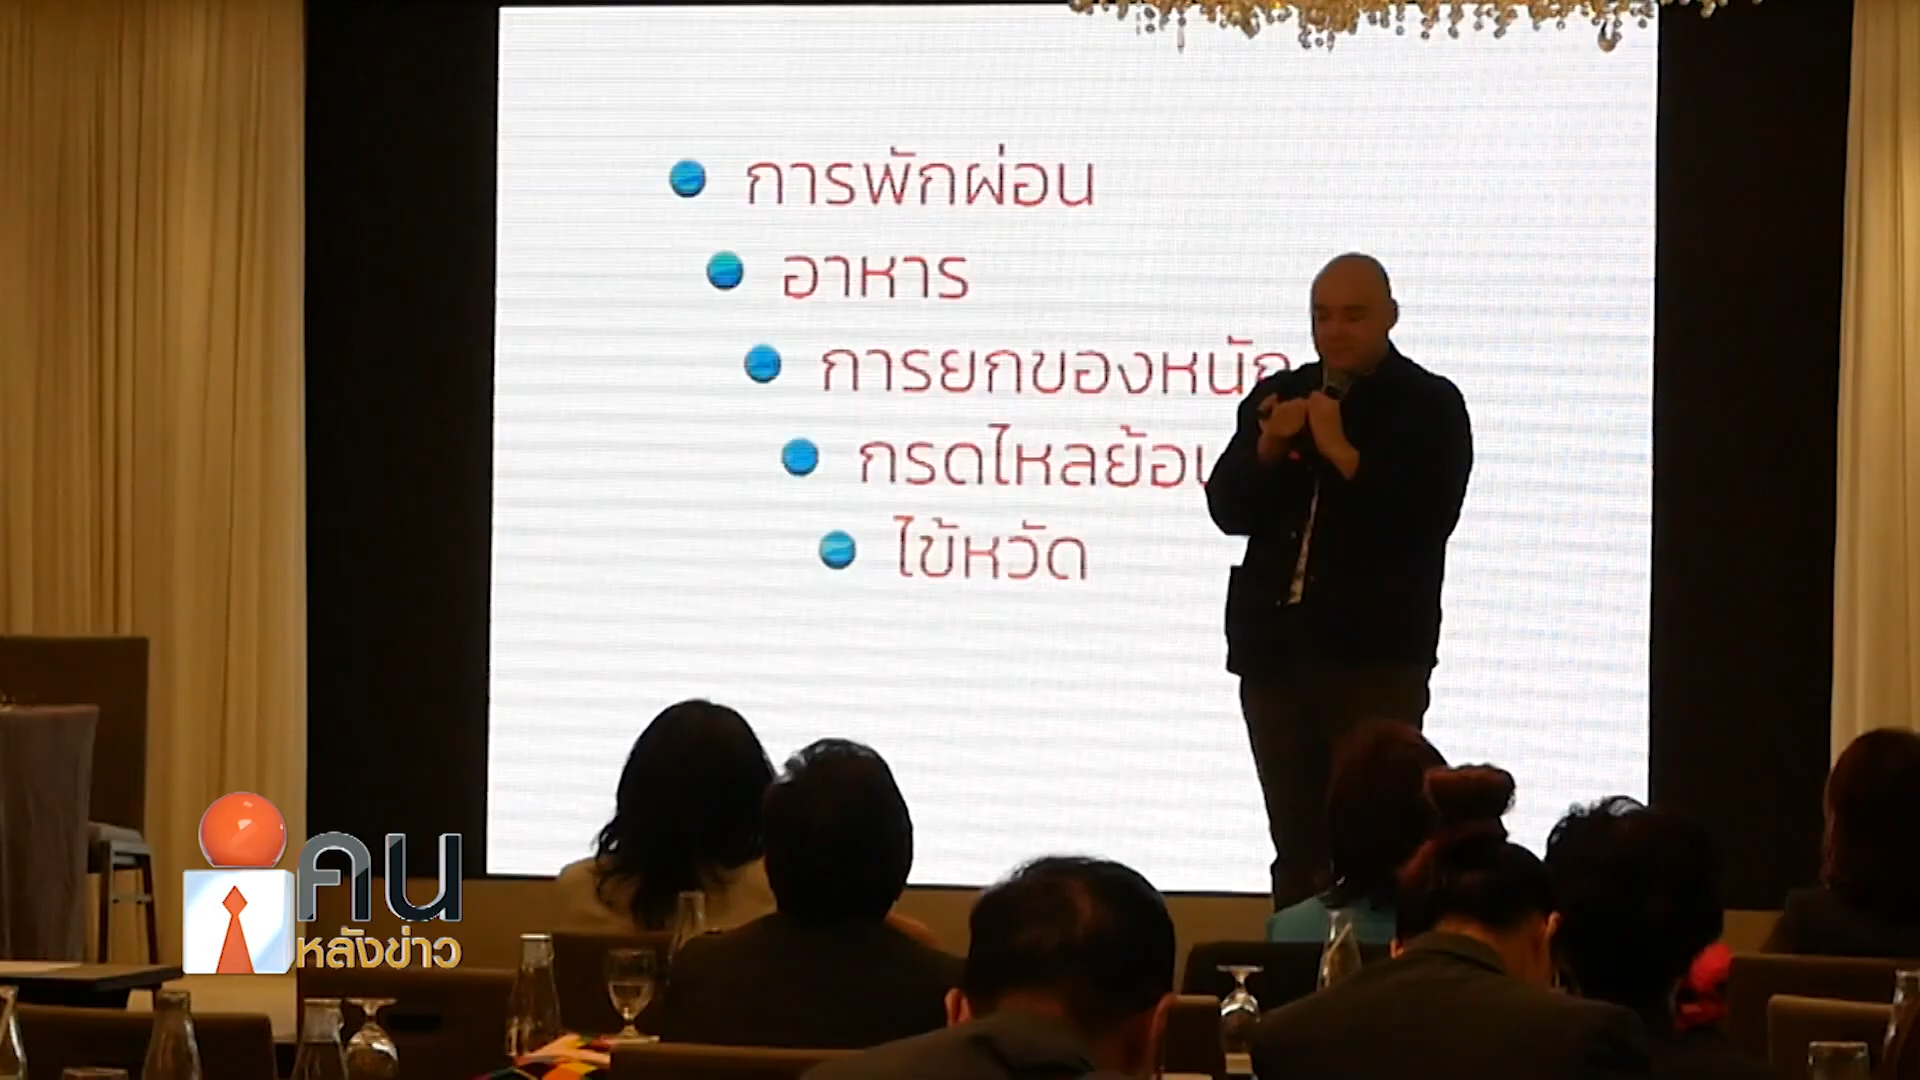 การพักผ่อน
อาหาร
การยกของหนัก
กรดไหลย้อน
ไข้หวัด
คน
หลังข่าว